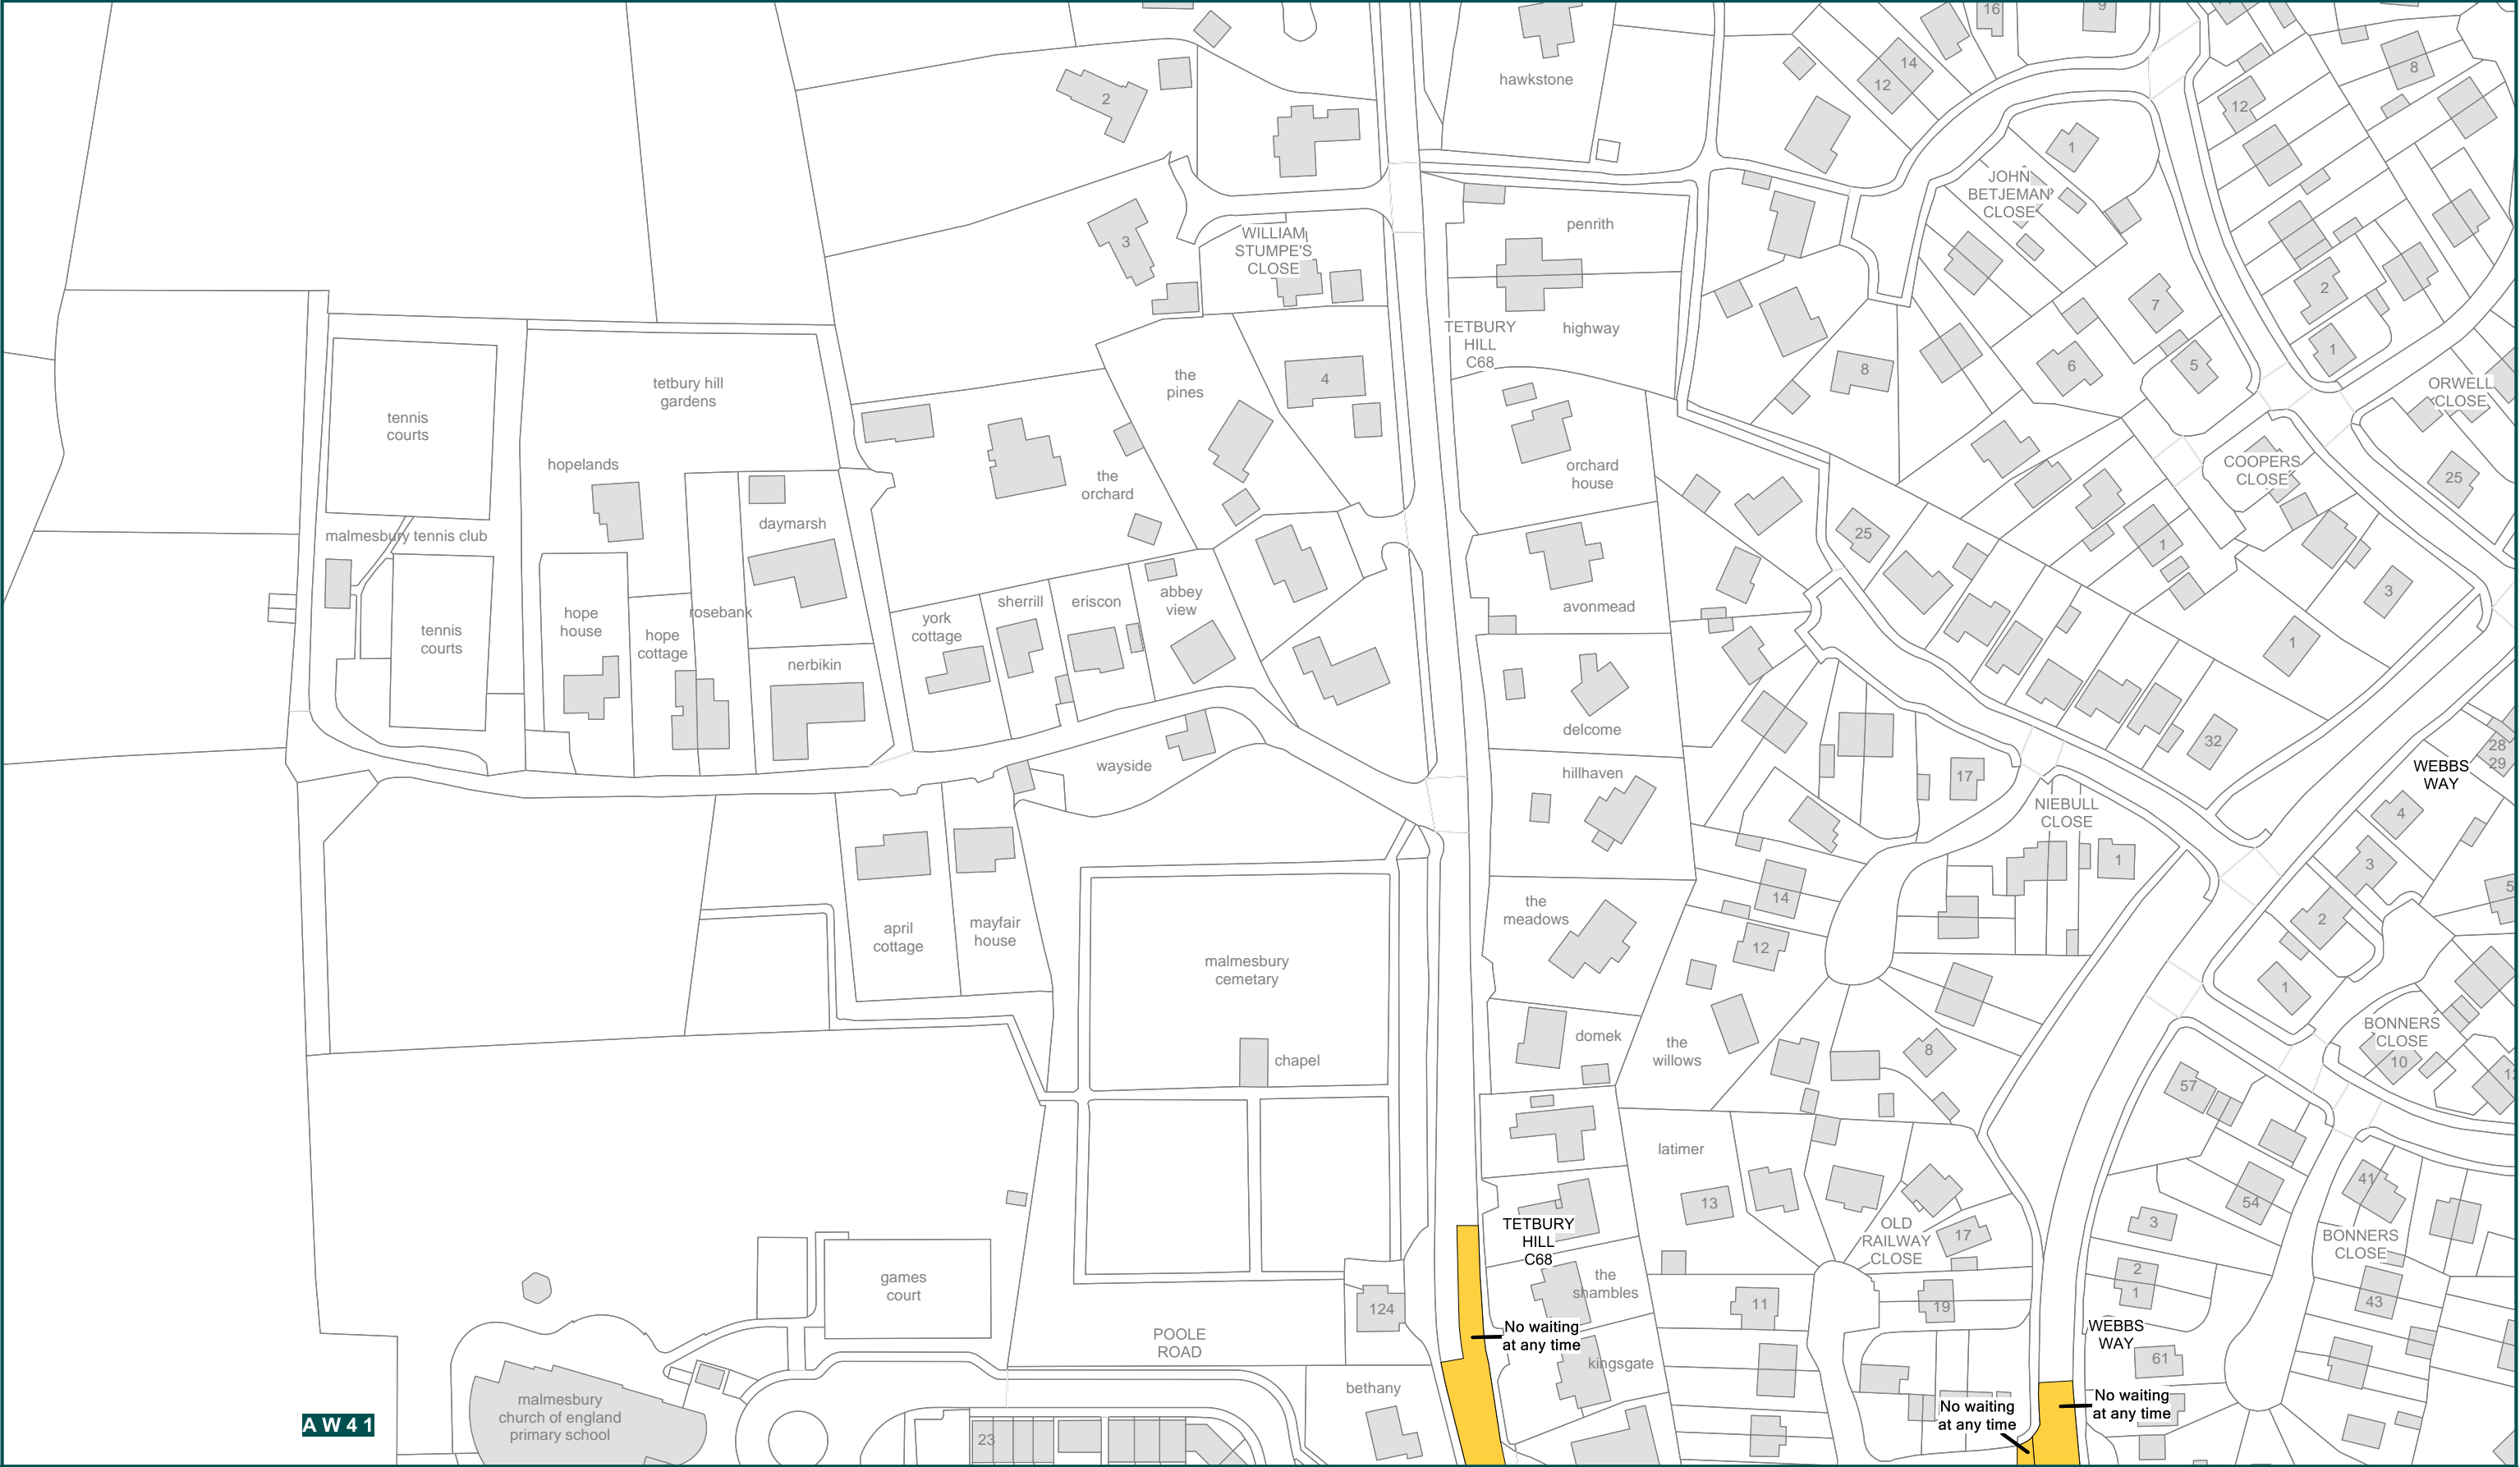 16
9
hawkstone
14
12
8
2
12
1
JOHN
BETJEMAN
CLOSE
penrith
3
WILLIAM
STUMPE'S
CLOSE
2
7
TETBURY
HILL
C68
highway
1
the
pines
4
8
6
5
tetbury hill
gardens
ORWELL
CLOSE
tennis
courts
hopelands
orchard
house
COOPERS
CLOSE
25
the
orchard
malmesbury tennis club
daymarsh
25
1
3
abbey
view
sherrill
eriscon
avonmead
hope
house
rosebank
york
cottage
tennis
courts
hope
cottage
1
nerbikin
delcome
32
28
29
wayside
hillhaven
17
WEBBS
WAY
NIEBULL
CLOSE
4
1
3
5
14
the
meadows
2
april
cottage
mayfair
house
12
malmesbury
cemetary
1
domek
the
willows
8
BONNERS
CLOSE
10
chapel
57
latimer
41
13
54
TETBURY
HILL
C68
OLD
RAILWAY
CLOSE
17
3
BONNERS
CLOSE
games
court
the
shambles
2
1
124
11
19
43
No waiting
at any time
POOLE
ROAD
WEBBS
WAY
kingsgate
61
bethany
malmesbury
church of england
primary school
No waiting
at any time
No waiting
at any time
AW41
23